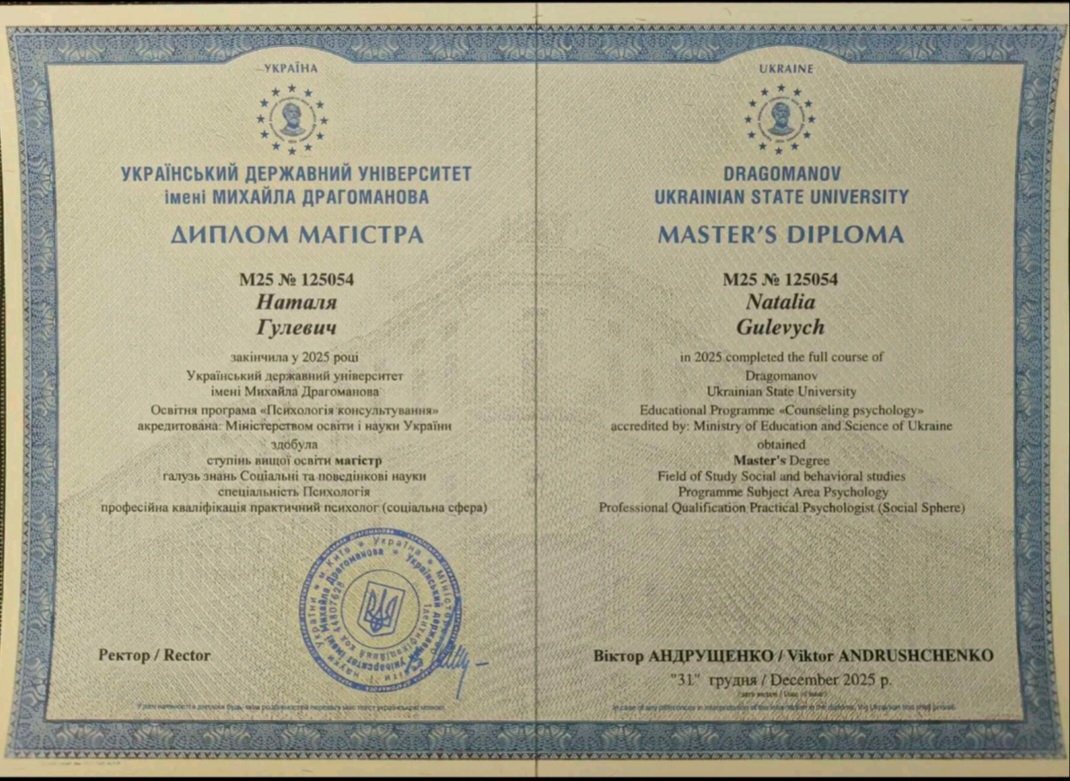 УКРАЇНА
УКРАЇНСЬКИЙ ДЕРЖАВНИЙ УНІВЕРСИТЕТ
імені МИХАЙЛА ДРАГОМАНОВА
ДИПЛОМ МАГІСТРА
М25 № 125054
Наталя
Гулевич
закінчила у 2025 році
Український державний університет
імені Михайла Драгоманова
Освітня програма «Психологія консультування»
акредитована: Міністерством освіти і науки України
здобула
ступінь вищої освіти магістр
галузь знань Соціальні та поведінкові науки
спеціальність Психологія
професійна кваліфікація практичний психолог (соціальна сфера)
Ректор / Rector
UKRAINE
DRAGOMANOV
UKRAINIAN STATE UNIVERSITY
MASTER'S DIPLOMA
M25 № 125054
Natalia
Gulevych
in 2025 completed the full course of
Dragomanov
Ukrainian State University
Educational Programme «Counseling psychology»
accredited by: Ministry of Education and Science of Ukraine
obtained
Master's Degree
Field of Study Social and behavioral studies
Programme Subject Area Psychology
Professional Qualification Practical Psychologist (Social Sphere)
Віктор АНДРУЩЕНКО / Viktor ANDRUSHCHENKO
"31" грудня / December 2025 р.